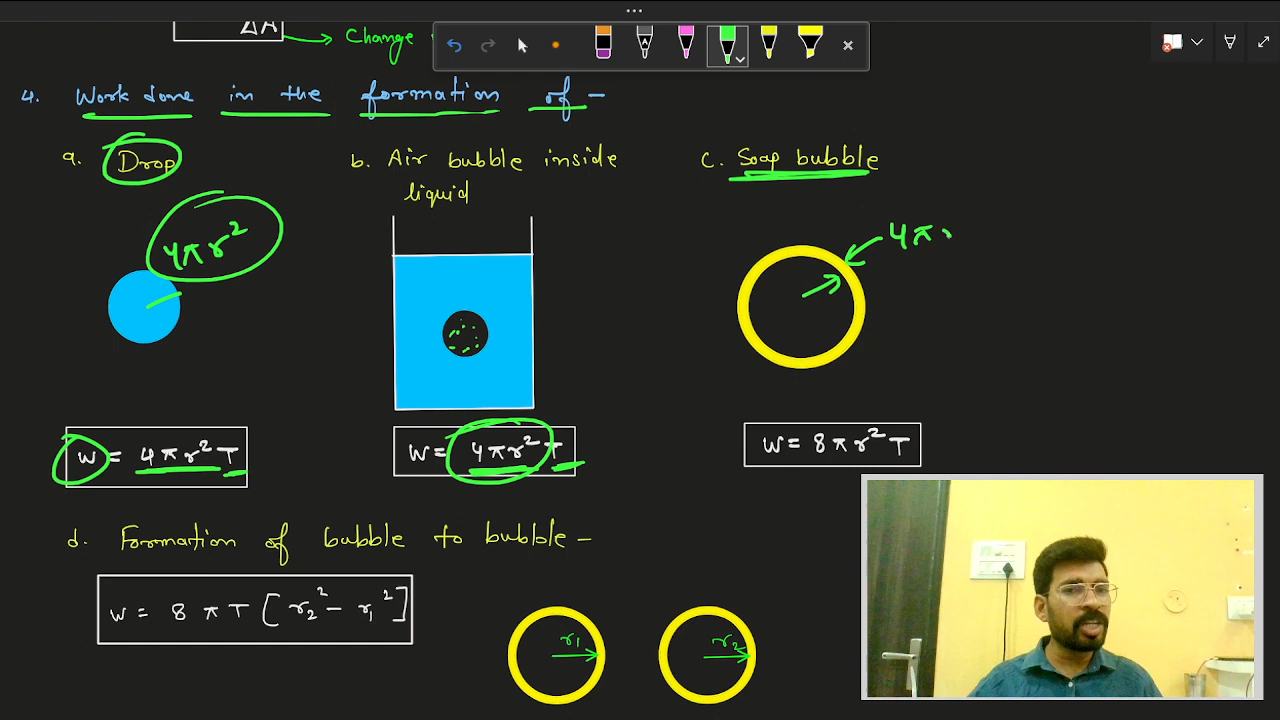 ΔA → Change
4. Work done in the formation of -
a. Drop
b. Air bubble inside liquid
c. Soap bubble
4πr²
4π
W = 4πr²T
W = 4πr²T
W = 8πr²T
d. Formation of bubble to bubble -
W = 8πT[r₂² - r₁²]
r₁
r₂